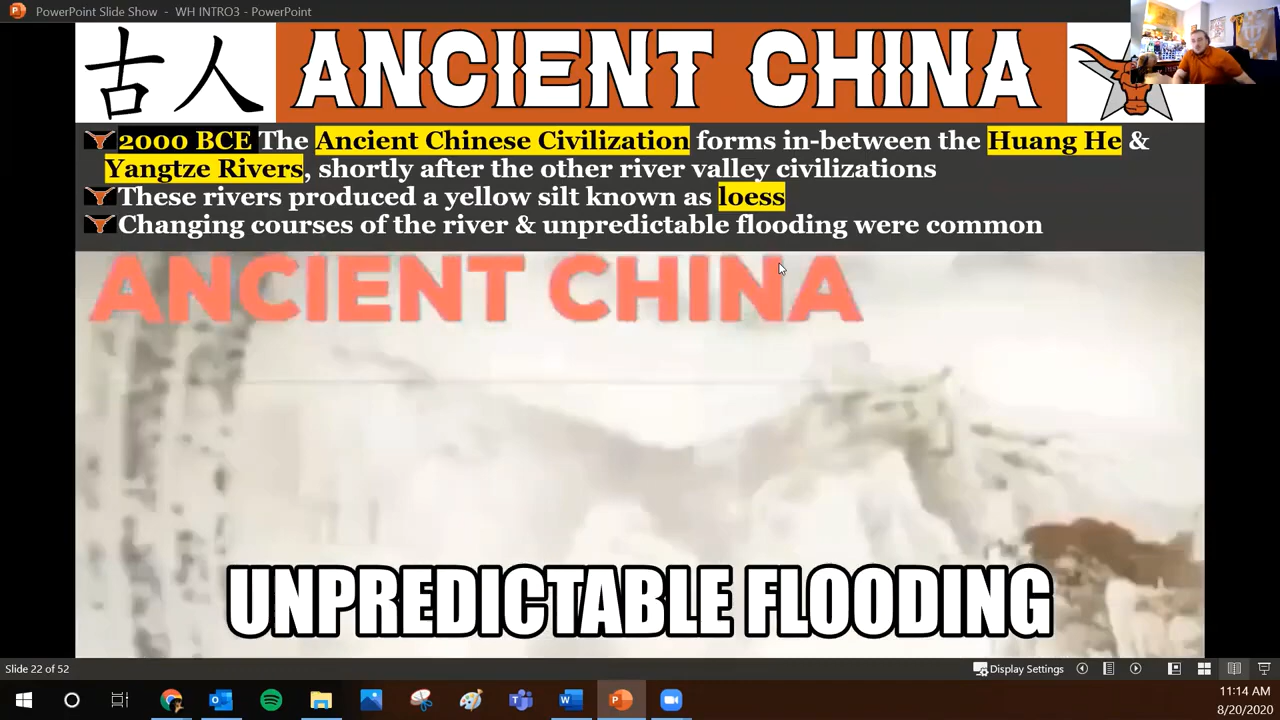 PowerPoint Slide Show - WH INTRO3 - PowerPoint
古人 ANCIENT CHINA
2000 BCE The Ancient Chinese Civilization forms in-between the Huang He &
Yangtze Rivers, shortly after the other river valley civilizations
These rivers produced a yellow silt known as loess
Changing courses of the river & unpredictable flooding were common
ANCIENT CHINA
UNPREDICTABLE FLOODING
Slide 22 of 52
Display Settings
11:14 AM
8/20/2020